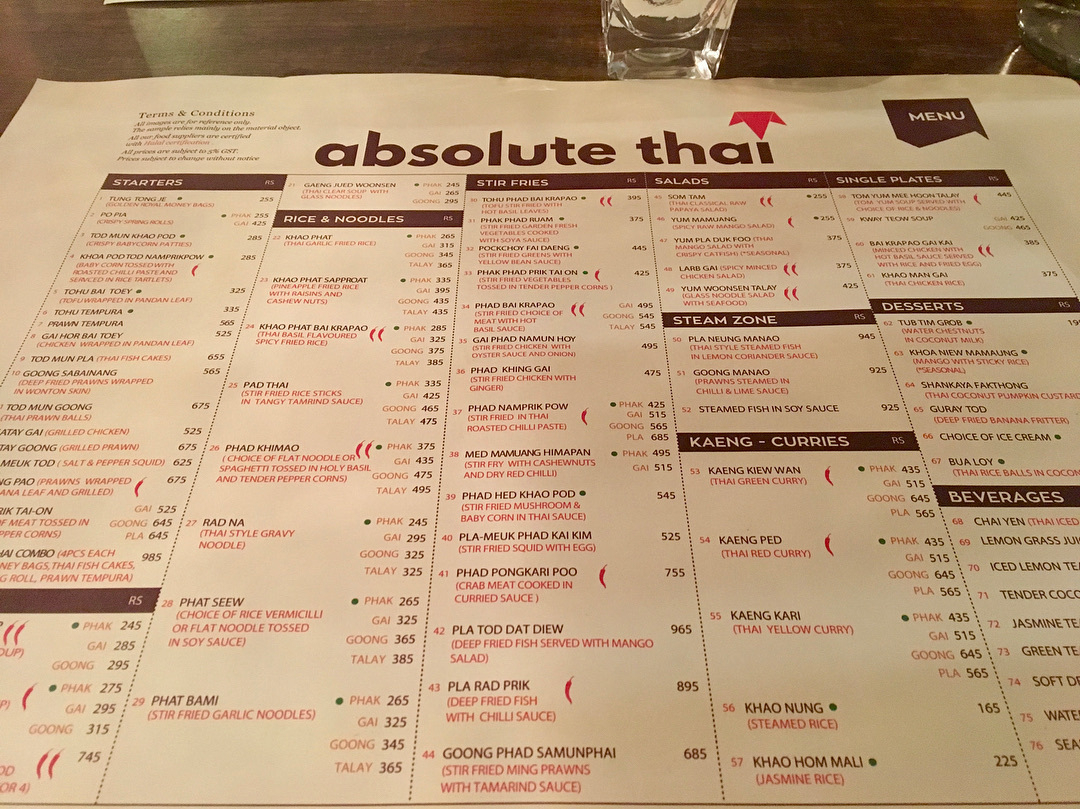 Terms & Conditions
All images are for reference only.
The sample relies mainly on the material object.
All our food suppliers are certified
with Halal certification
All prices are subject to 5% GST.
Prices subject to change without notice
absolute thai
MENU
STARTERS RS
1 TUNG TONG JE 255
(GOLDEN ROYAL MONEY BAGS)
2 PO PIA PHAK 255
(CRISPY SPRING ROLLS) GAI 425
3 TOD MUN KHAO POD 285
(CRISPY BABYCORN PATTIES)
4 KHOA POD TOD NAMPRIKPOW 285
(BABY CORN TOSSED WITH
ROASTED CHILLI PASTE AND
SERVCED IN RICE TARTLETS)
5 TOHU BAI TOEY 325
(TOFU WRAPPED IN PANDAN LEAF)
6 TOHU TEMPURA 335
7 PRAWN TEMPURA 565
8 GAI HOR BAI TOEY 525
(CHICKEN WRAPPED IN PANDAN LEAF)
9 TOD MUN PLA (THAI FISH CAKES) 655
10 GOONG SABAINANG 565
(DEEP FRIED PRAWNS WRAPPED
IN WONTON SKIN)
TOD MUN GOONG 675
(THAI PRAWN BALLS)
ATAY GAI (GRILLED CHICKEN) 525
TAY GOONG (GRILLED PRAWN) 675
MEUK TOD ( SALT & PEPPER SQUID) 625
NG PAO (PRAWNS WRAPPED 675
ANA LEAF AND GRILLED)
RIK TAI-ON GAI 525
OF MEAT TOSSED IN GOONG 645
PPER CORNS) PLA 645
HAI COMBO (4PCS EACH 985
NEY BAGS,THAI FISH CAKES,
G ROLL, PRAWN TEMPURA)
RS
PHAK 245
OUP) GAI 285
GOONG 295
PHAK 275
P) GAI 295
GOONG 315
745
OD
OR 4)
21 GAENG JUED WOONSEN PHAK 245
(THAI CLEAR SOUP WITH GAI 265
GLASS NOODLES) GOONG 295
RICE & NOODLES RS
22 KHAO PHAT PHAK 265
(THAI GARLIC FRIED RICE) GAI 315
GOONG 345
TALAY 365
23 KHAO PHAT SAPPROAT PHAK 335
(PINEAPPLE FRIED RICE GAI 395
WITH RAISINS AND GOONG 435
CASHEW NUTS) TALAY 435
24 KHAO PHAT BAI KRAPAO PHAK 285
(THAI BASIL FLAVOURED GAI 325
SPICY FRIED RICE) GOONG 375
TALAY 385
25 PAD THAI PHAK 335
(STIR FRIED RICE STICKS GAI 425
IN TANGY TAMRIND SAUCE) GOONG 465
TALAY 475
26 PHAD KHIMAO PHAK 375
( CHOICE OF FLAT NOODLE OR GAI 435
SPAGHETTI TOSSED IN HOLY BASIL GOONG 475
AND TENDER PEPPER CORNS) TALAY 495
27 RAD NA PHAK 245
(THAI STYLE GRAVY GAI 295
NOODLE) GOONG 325
TALAY 325
28 PHAT SEEW PHAK 265
(CHOICE OF RICE VERMICILLI GAI 325
OR FLAT NOODLE TOSSED GOONG 365
IN SOY SAUCE) TALAY 385
29 PHAT BAMI PHAK 265
(STIR FRIED GARLIC NOODLES) GAI 325
GOONG 345
TALAY 365
STIR FRIES RS
30 TOHU PHAD BAI KRAPAO 395
(TOFU STIR FRIED WITH
HOT BASIL LEAVES)
31 PHAK PHAD RUAM 375
(STIR FRIED GARDEN FRESH
VEGETABLES COOKED
WITH SOYA SAUCE)
32 POCKCHOY FAI DAENG 445
(STIR FRIED GREENS WITH
YELLOW BEAN SAUCE)
33 PHAK PHAD PRIK TAI ON 425
(STIR FRIED VEGETABLES
TOSSED IN TENDER PEPPER CORNS )
34 PHAD BAI KRAPAO GAI 495
(STIR FRIED CHOICE OF GOONG 545
MEAT WITH HOT TALAY 545
BASIL SAUCE)
35 GAI PHAD NAMUN HOY 495
(STIR FRIED CHICKEN WITH
OYSTER SAUCE AND ONION)
36 PHAD KHING GAI 475
(STIR FRIED CHICKEN WITH
GINGER)
37 PHAD NAMPRIK POW PHAK 425
(STIR FRIED IN THAI GAI 515
ROASTED CHILLI PASTE) GOONG 565
PLA 685
38 MED MAMUANG HIMAPAN PHAK 495
(STIR FRY WITH CASHEWNUTS GAI 515
AND DRY RED CHILLI)
39 PHAD HED KHAO POD 545
(STIR FRIED MUSHROOM &
BABY CORN IN THAI SAUCE)
40 PLA-MEUK PHAD KAI KIM 525
(STIR FRIED SQUID WITH EGG)
41 PHAD PONGKARI POO 755
(CRAB MEAT COOKED IN
CURRIED SAUCE )
42 PLA TOD DAT DIEW 965
(DEEP FRIED FISH SERVED WITH MANGO
SALAD)
43 PLA RAD PRIK 895
(DEEP FRIED FISH
WITH CHILLI SAUCE)
44 GOONG PHAD SAMUNPHAI 685
(STIR FRIED MING PRAWNS
WITH TAMARIND SAUCE)
SALADS RS
45 SOM TAM 255
(THAI CLASSICAL RAW
PAPAYA SALAD)
46 YUM MAMUANG 255
(SPICY RAW MANGO SALAD)
47 YUM PLA DUK FOO (THAI 375
MANGO SALAD WITH
CRISPY CATFISH) (*SEASONAL)
48 LARB GAI (SPICY MINCED 375
CHICKEN SALAD)
49 YUM WOONSEN TALAY 425
(GLASS NOODLE SALAD
WITH SEAFOOD)
STEAM ZONE RS
50 PLA NEUNG MANAO 945
(THAI STYLE STEAMED FISH
IN LEMON CORIANDER SAUCE)
51 GOONG MANAO 925
(PRAWNS STEAMED IN
CHILLI & LIME SAUCE)
52 STEAMED FISH IN SOY SAUCE 925
KAENG - CURRIES RS
53 KAENG KIEW WAN PHAK 435
(THAI GREEN CURRY) GAI 515
GOONG 645
PLA 565
54 KAENG PED PHAK 435
(THAI RED CURRY) GAI 515
GOONG 645
PLA 565
55 KAENG KARI PHAK 435
(THAI YELLOW CURRY) GAI 515
GOONG 645
PLA 565
56 KHAO NUNG 165
(STEAMED RICE)
57 KHAO HOM MALI 225
(JASMINE RICE)
SINGLE PLATES RS
58 TOM YUM MEE HOON TALAY 445
(TOM YUM SOUP SERVED WITH
CHOICE OF RICE & NOODLES)
59 KWAY TEOW SOUP GAI 425
GOONG 465
60 BAI KRAPAO GAI KAI 385
(MINCED CHICKEN WITH
HOT BASIL SAUCE SERVED
WITH RICE AND FRIED EGG)
61 KHAO MAN GAI 375
(THAI CHICKEN RICE)
DESSERTS RS
62 TUB TIM GROB 19
(WATER CHESTNUTS
IN COCONUT MILK)
63 KHOA NIEW MAMAUNG
(MANGO WITH STICKY RICE)
(*SEASONAL)
64 SHANKAYA FAKTHONG
(THAI COCONUT PUMPKIN CUSTARD
65 GURAY TOD
(DEEP FRIED BANANA FRITTER)
66 CHOICE OF ICE CREAM
67 BUA LOY
(THAI RICE BALLS IN COCON
BEVERAGES
68 CHAI YEN (THAI ICED
69 LEMON GRASS JUI
70 ICED LEMON TEA
71 TENDER COCO
72 JASMINE TEA
73 GREEN TE
74 SOFT DR
75 WATE
76 SEA